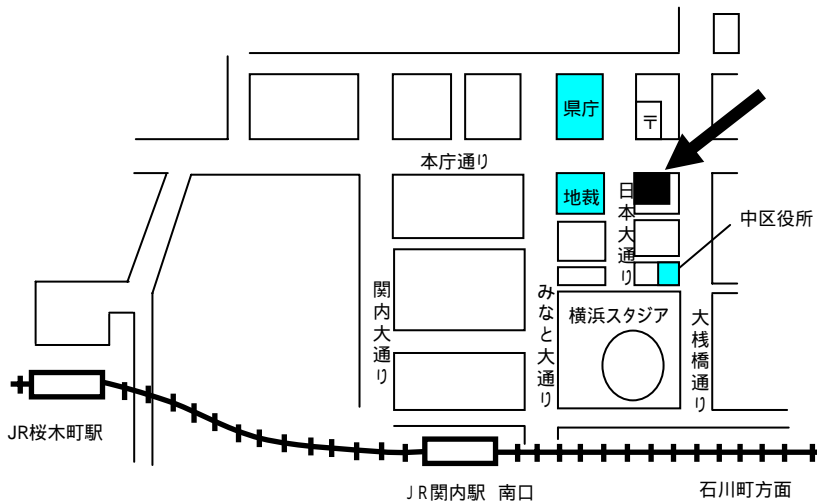 県庁
〒
本庁通り
地裁
日本大通り
中区役所
関内大通り
みなと大通り
横浜スタジア
大桟橋通り
JR桜木町駅
JR関内駅 南口
石川町方面